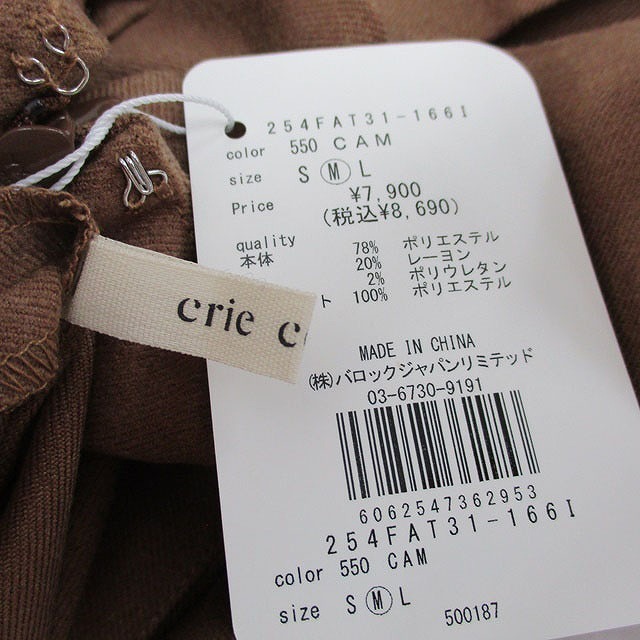 254FAT31-166I
color 550 CAM
size S M L
Price ¥7,900
(税込¥8,690)
quality
本体 78% ポリエステル
20% レーヨン
2% ポリウレタン
ト 100% ポリエステル
crie c
MADE IN CHINA
(株)バロックジャパンリミテッド
03-6730-9191
6062547362953
254FAT31-166I
color 550 CAM
size S M L
500187